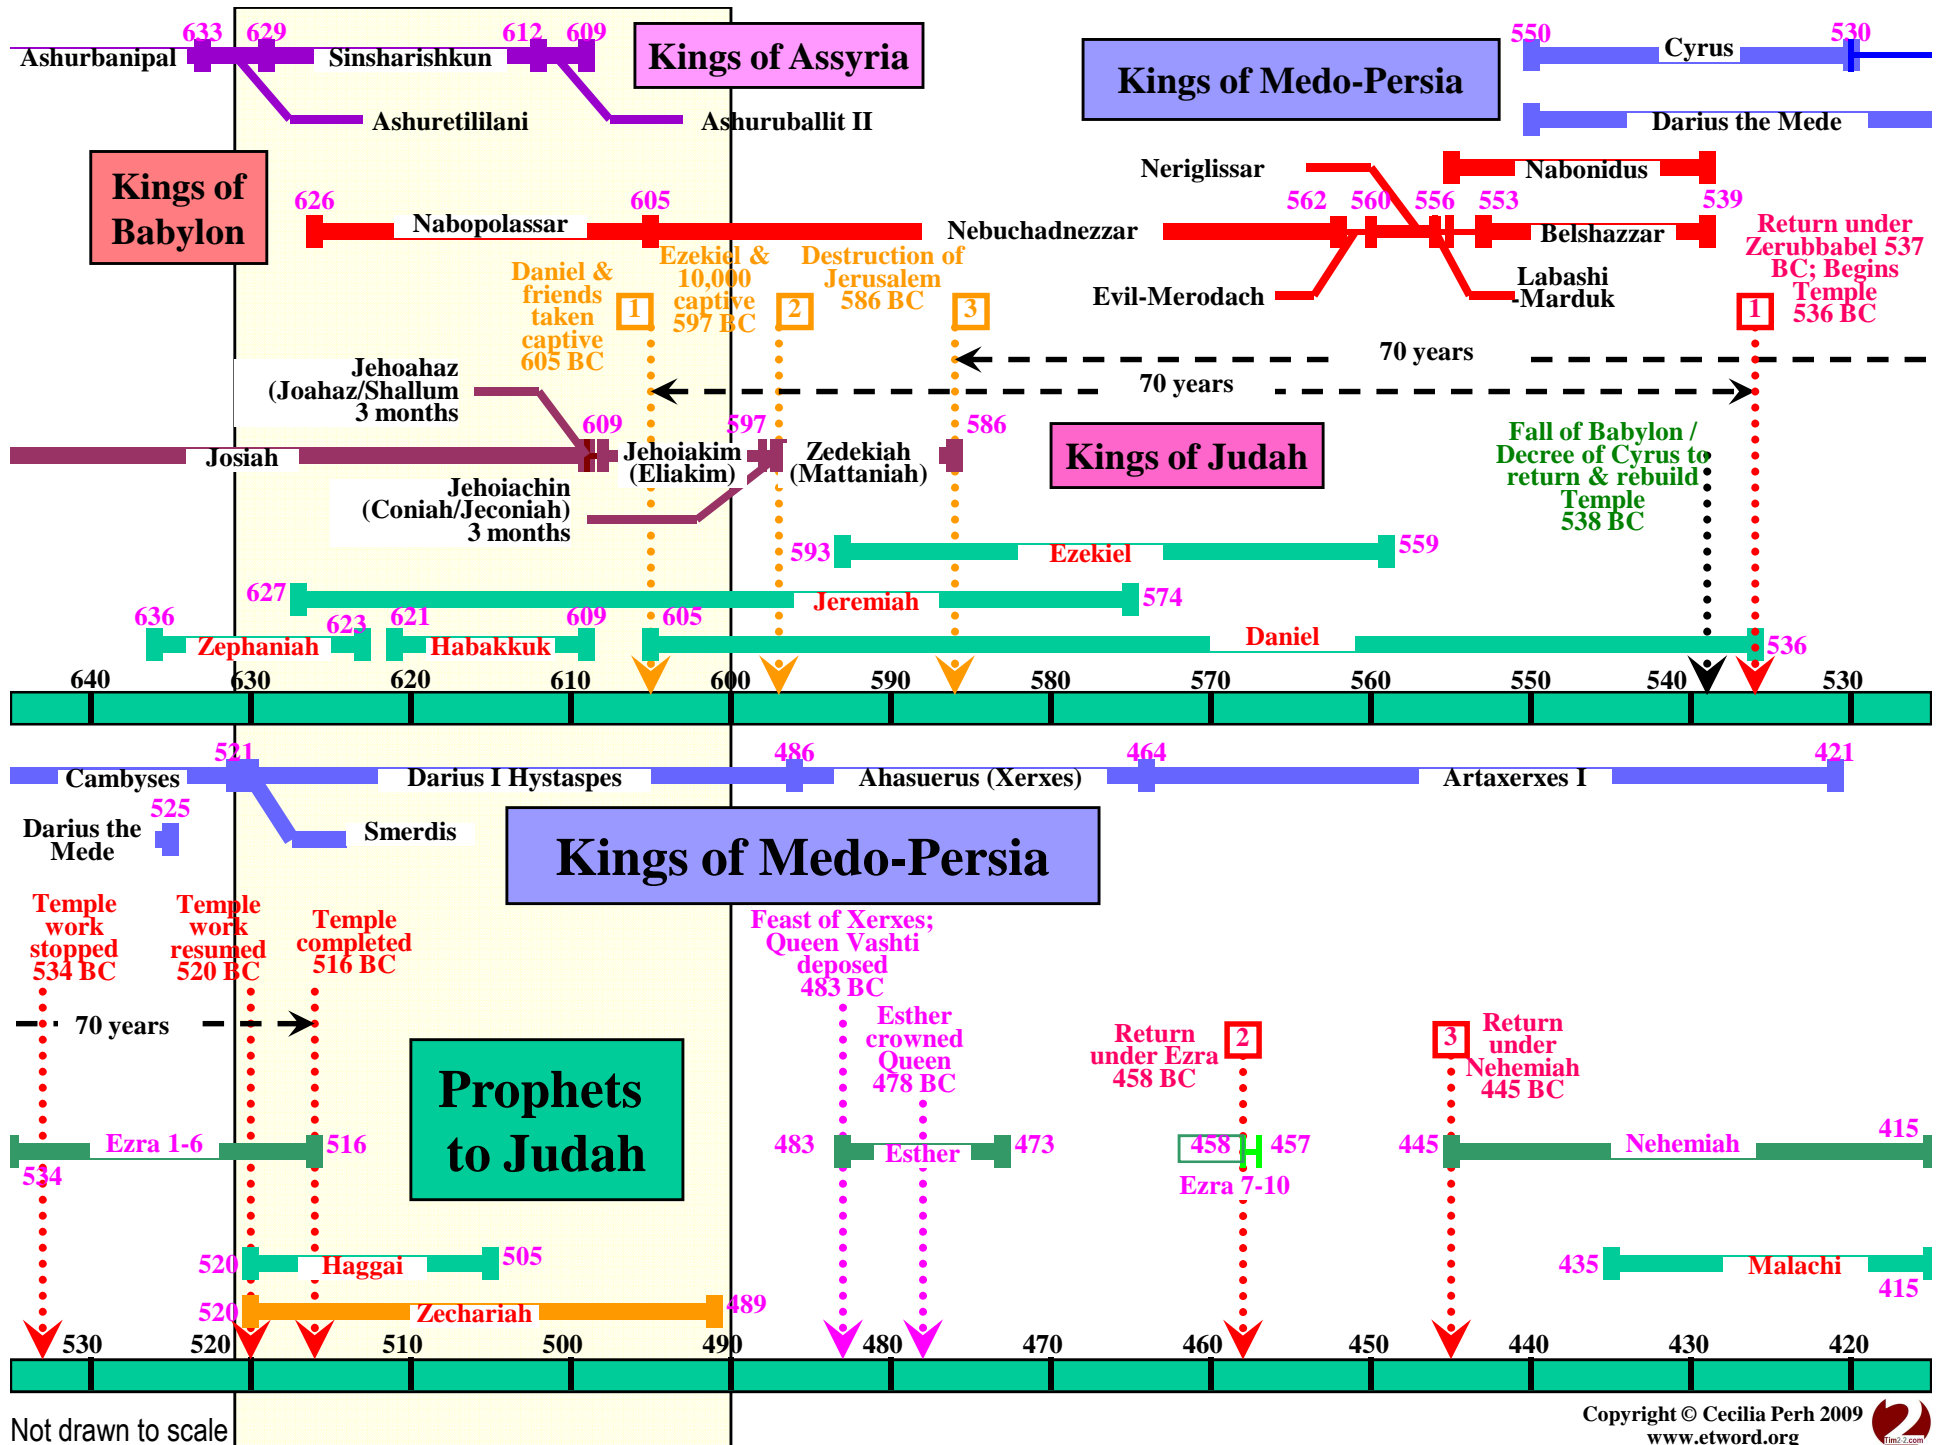 633
629
612
609
Ashurbanipal
Sinsharishkun
Kings of Assyria
Ashuretililani
Ashuruballit II
550
530
Cyrus
Kings of Medo-Persia
Darius the Mede
Kings of
Babylon
Neriglissar
Nabonidus
626
605
562
560
556
553
539
Nabopolassar
Nebuchadnezzar
Belshazzar
Evil-Merodach
Labashi
-Marduk
Return under
Zerubbabel 537
BC; Begins
Temple
536 BC
1
Daniel &
friends
taken
captive
605 BC
1
Ezekiel &
10,000
captive
597 BC
2
Destruction of
Jerusalem
586 BC
3
70 years
70 years
Jehoahaz
(Joahaz/Shallum
3 months
609
597
586
Josiah
Jehoiakim
(Eliakim)
Zedekiah
(Mattaniah)
Kings of Judah
Jehoiachin
(Coniah/Jeconiah)
3 months
Fall of Babylon /
Decree of Cyrus to
return & rebuild
Temple
538 BC
593
Ezekiel
559
627
Jeremiah
574
636
623
621
609
605
Zephaniah
Habakkuk
Daniel
536
640
630
620
610
600
590
580
570
560
550
540
530
521
486
464
421
Cambyses
Darius I Hystaspes
Ahasuerus (Xerxes)
Artaxerxes I
525
Darius the
Mede
Smerdis
Kings of Medo-Persia
Temple
work
stopped
534 BC
Temple
work
resumed
520 BC
Temple
completed
516 BC
Feast of Xerxes;
Queen Vashti
deposed
483 BC
Esther
crowned
Queen
478 BC
Return
under Ezra
458 BC
2
3
Return
under
Nehemiah
445 BC
70 years
Prophets
to Judah
Ezra 1-6
516
534
483
Esther
473
458
457
Ezra 7-10
445
Nehemiah
415
520
Haggai
505
435
Malachi
415
520
Zechariah
489
530
520
510
500
490
480
470
460
450
440
430
420
Not drawn to scale
Copyright © Cecilia Perh 2009
www.etword.org
Tim2-2.com